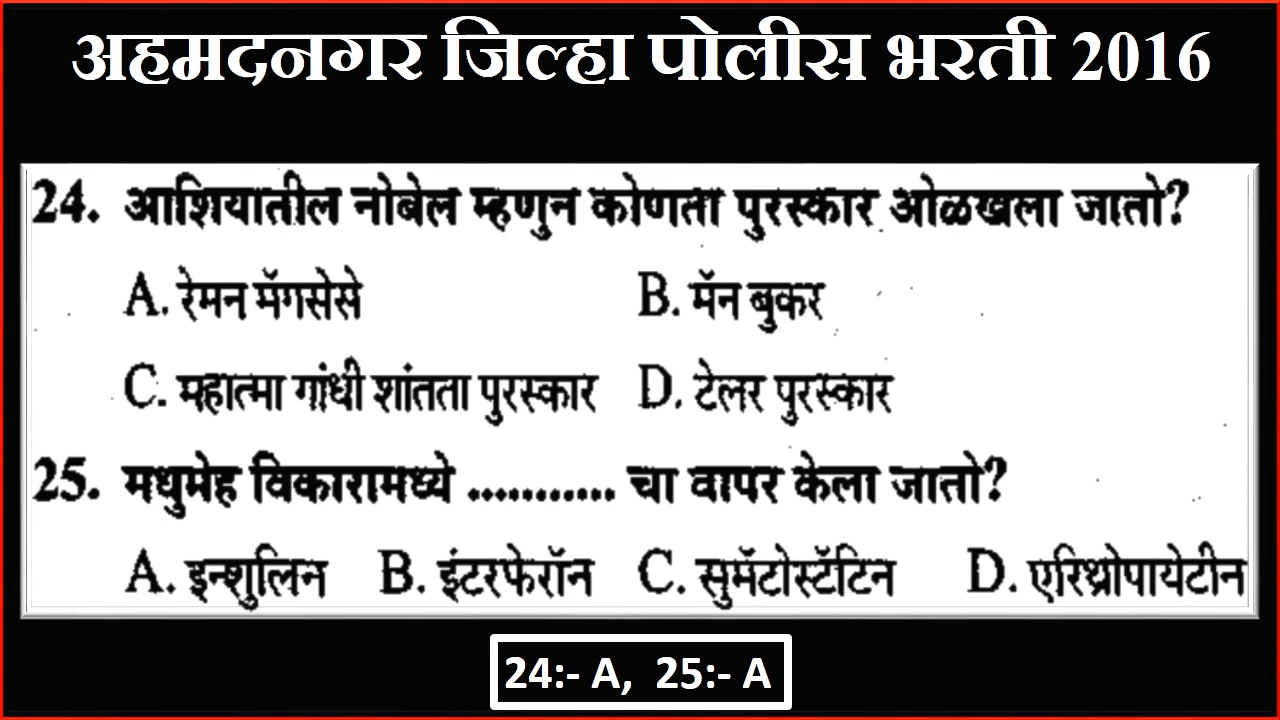 अहमदनगर जिल्हा पोलीस भरती 2016
24. आशियातील नोबेल म्हणुन कोणता पुरस्कार ओळखला जातो?
A. रेमन मॅगसेसे B. मॅन बुकर
C. महात्मा गांधी शांतता पुरस्कार D. टेलर पुरस्कार
25. मधुमेह विकारामध्ये ........... चा वापर केला जातो?
A. इन्शुलिन B. इंटरफेरॉन C. सुमॅटोस्टॅटिन D. एरिथ्रोपायेटीन
24:- A, 25:- A